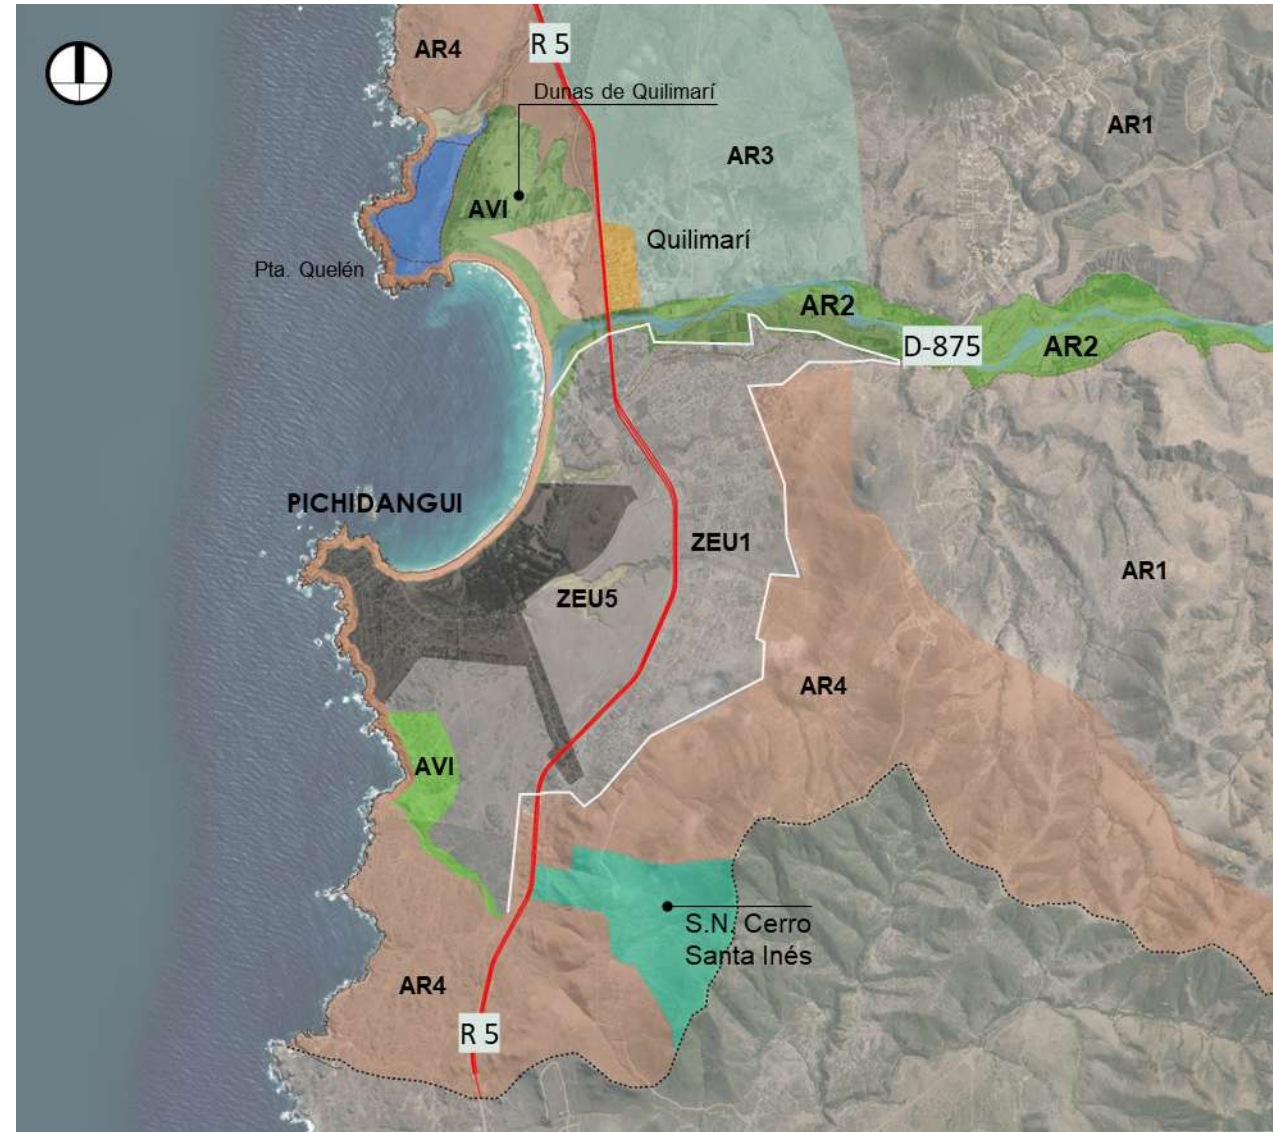 AR4
R 5
Dunas de Quilimarí
AR1
AR3
AVI
Quilimarí
Pta. Quelén
AR2
D-875
AR2
PICHIDANGUI
ZEU1
AR1
ZEU5
AR4
AVI
S.N. Cerro
Santa Inés
AR4
R 5